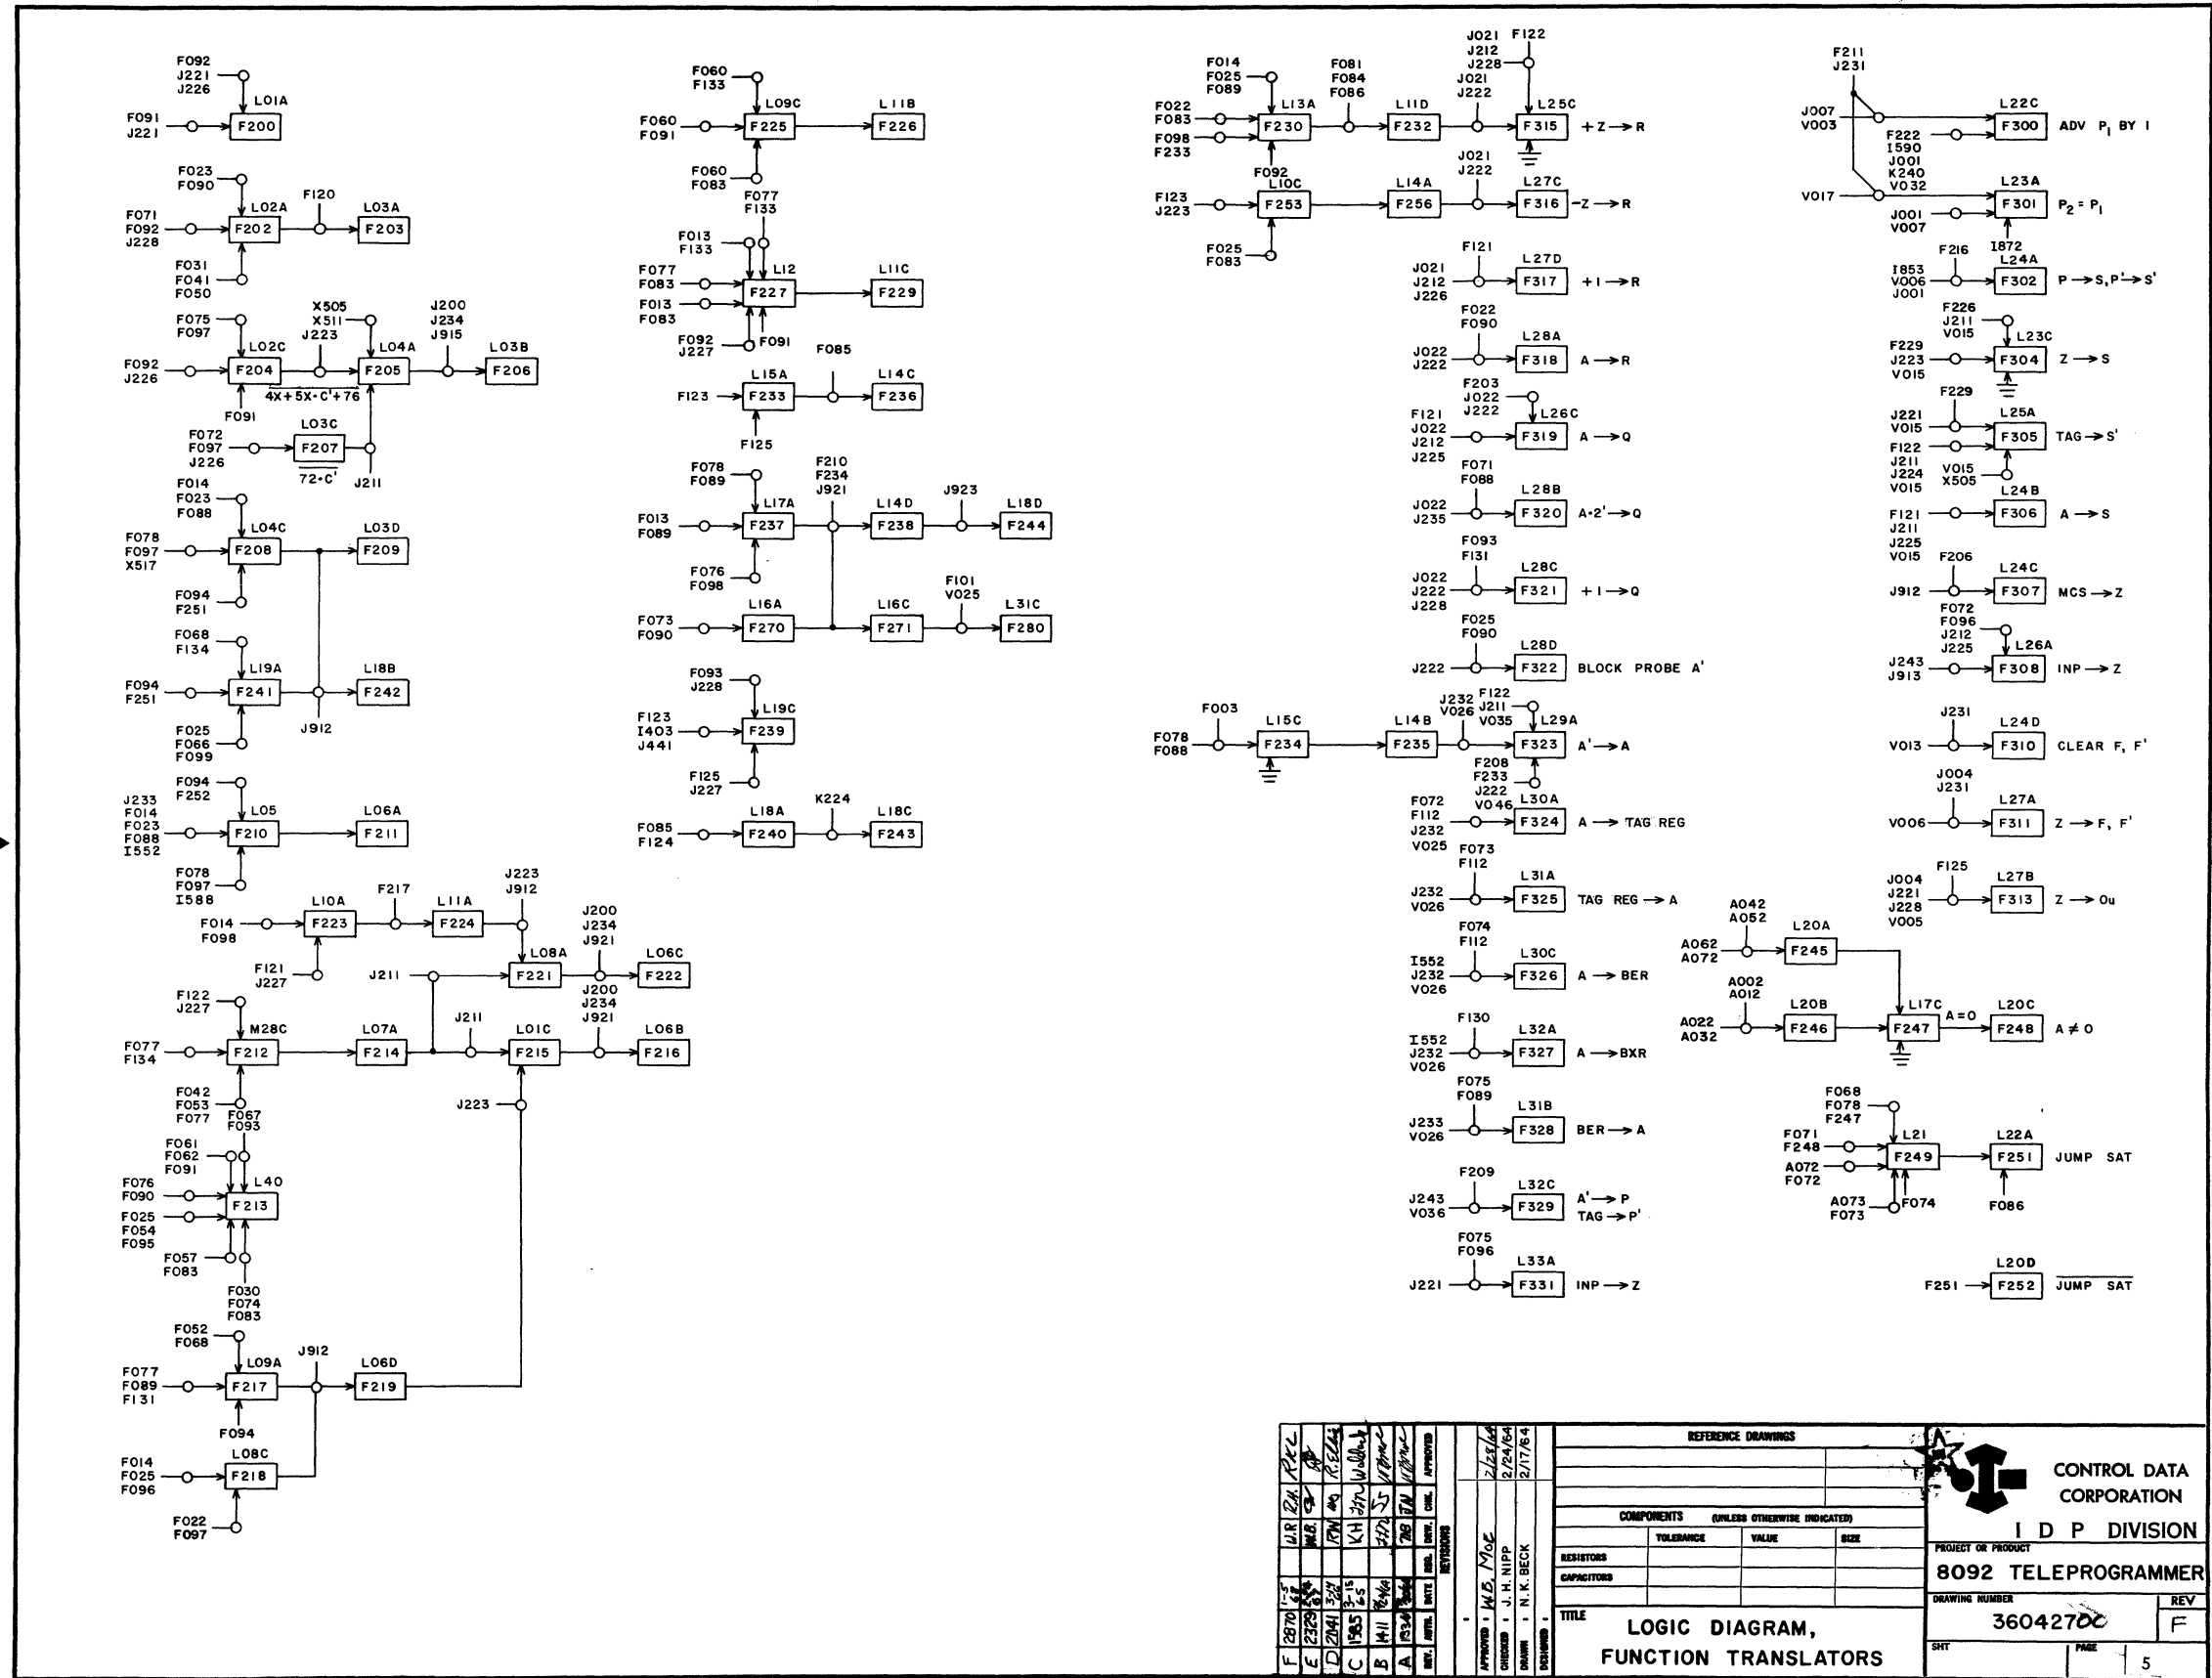 F092
J221
J226
L01A
F091
J221
F200
F023
F090
F120
L02A
L03A
F071
F092
J228
F202
F203
F031
F041
F050
F075
F097
X505
X511
J223
J200
J234
J915
L02C
L04A
L03B
F092
J226
F204
F205
F206
4X+5X·C'+76
F091
L03C
F072
F097
J226
F207
72·C'
J211
F014
F023
F088
L04C
L03D
F078
F097
X517
F208
F209
F094
F251
F068
F134
L19A
L18B
F094
F251
F241
F242
F025
F066
F099
J912
F094
F252
L05
L06A
J233
F014
F023
F088
I552
F210
F211
F078
F097
I588
L10A
F217
L11A
J223
J912
F014
F098
F223
F224
J200
J234
J921
L08A
L06C
F121
J227
J211
F221
F222
F122
J227
J200
J234
J921
M28C
L07A
J211
L01C
L06B
F077
F134
F212
F214
F215
F216
F042
F053
F077
J223
F067
F093
F061
F062
F091
L40
F076
F090
F213
F025
F054
F095
F057
F083
F030
F074
F083
F052
F068
L09A
J912
L06D
F077
F089
F131
F217
F219
F094
L08C
F014
F025
F096
F218
F022
F097
F060
F133
L09C
L11B
F060
F091
F225
F226
F060
F083
F077
F133
F013
F133
L12
L11C
F077
F083
F227
F229
F013
F083
F092
J227
F091
F085
L15A
L14C
F123
F233
F236
F125
F078
F089
F210
F234
J921
J923
L17A
L14D
L18D
F013
F089
F237
F238
F244
F076
F098
F101
V025
L16A
L16C
L31C
F073
F090
F270
F271
F280
F093
J228
L19C
F123
I403
J441
F239
F125
J227
L18A
K224
L18C
F085
F124
F240
F243
F014
F025
F089
F081
F084
F086
J021
J212
J228
F122
J021
J222
L13A
L11D
L25C
F022
F083
F230
F232
F315
+Z→R
F098
F233
F092
J021
J222
L10C
L14A
L27C
F123
J223
F253
F256
F316
-Z→R
F025
F083
F121
L27D
J021
J212
J226
F317
+1→R
F022
F090
L28A
J022
J222
F318
A→R
F203
J022
J222
L26C
F121
J022
J212
J225
F319
A→Q
F071
F088
L28B
J022
J235
F320
A·2'→Q
F093
F131
L28C
J022
J222
J228
F321
+1→Q
F025
F090
L28D
J222
F322
BLOCK PROBE A'
F003
L15C
L14B
J232
V026
F122
J211
V035
L29A
F078
F088
F234
F235
F323
A'→A
F208
F233
J222
V046
L30A
F072
F112
J232
V025
F324
A→TAG REG
F073
F112
L31A
J232
V026
F325
TAG REG→A
F074
F112
L30C
I552
J232
V026
F326
A→BER
F130
L32A
I552
J232
V026
F327
A→BXR
F075
F089
L31B
J233
V026
F328
BER→A
F209
L32C
J243
V036
F329
A'→P
TAG→P'
F075
F096
L33A
J221
F331
INP→Z
F211
J231
L22C
J007
V003
F300
ADV P1 BY 1
F222
I590
J001
K240
V032
L23A
V017
F301
P2=P1
J001
V007
I872
F216
L24A
I853
V006
J001
F302
P→S,P'→S'
F226
J211
V015
L23C
F229
J223
V015
F304
Z→S
F229
L25A
J221
V015
F305
TAG→S'
F122
J211
J224
V015
V015
X505
L24B
F121
J211
J225
V015
F306
A→S
F206
L24C
J912
F307
MCS→Z
F072
F096
J212
J225
L26A
J243
J913
F308
INP→Z
J231
L24D
V013
F310
CLEAR F, F'
J004
J231
L27A
V006
F311
Z→F, F'
F125
L27B
J004
J221
J228
V005
F313
Z→Ou
A042
A052
L20A
A062
A072
F245
A002
A012
L20B
L17C
L20C
A022
A032
F246
F247
A=0
F248
A≠0
F068
F078
F247
L21
L22A
F071
F248
F249
F251
JUMP SAT
A072
F072
A073
F073
F074
F086
L20D
F251
F252
JUMP SAT
REV.
AUTH.
DATE
REG.
DRW.
CHK.
APPROVED
F 2870 1-5 W.R R.H. RKL
E 2329
D 2041
C 1585 3-15 65 KH
B 1411
A
REVISIONS
APPROVED : W.B. MOE 2/28/64
CHECKED : J. H. NIPP 2/24/64
DRAWN : N. K. BECK 2/17/64
DESIGNED :
REFERENCE DRAWINGS
COMPONENTS (UNLESS OTHERWISE INDICATED)
TOLERANCE VALUE SIZE
RESISTORS
CAPACITORS
TITLE
LOGIC DIAGRAM,
FUNCTION TRANSLATORS
CONTROL DATA
CORPORATION
I D P DIVISION
PROJECT OR PRODUCT
8092 TELEPROGRAMMER
DRAWING NUMBER
36042700
REV
F
SHT
PAGE
5